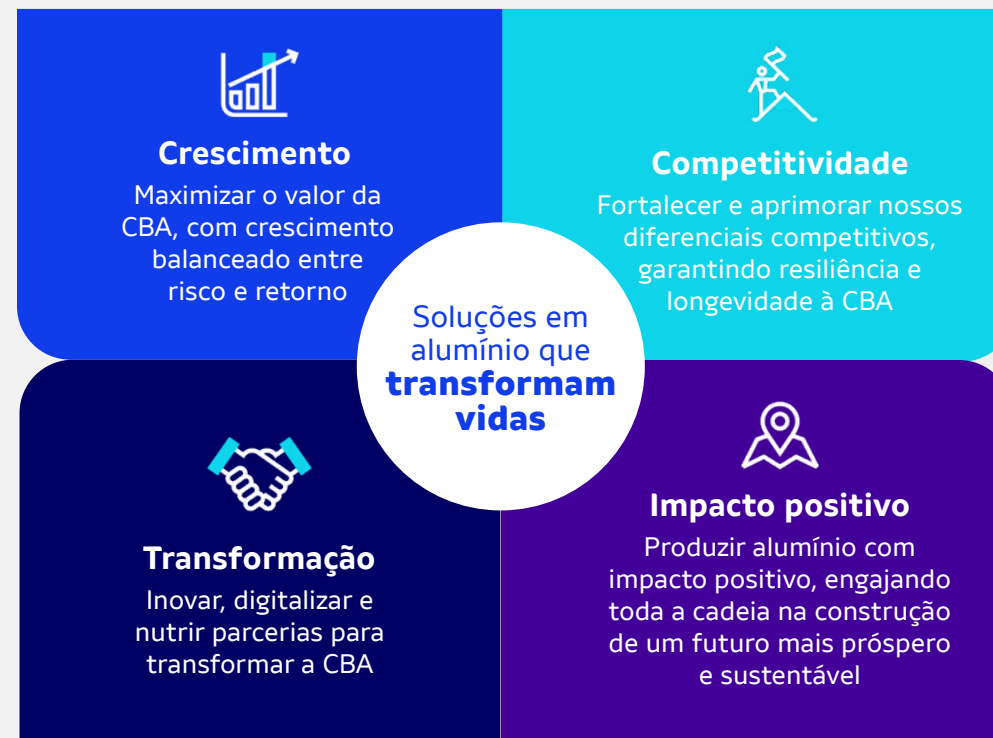 Crescimento
Maximizar o valor da
CBA, com crescimento
balanceado entre
risco e retorno
Competitividade
Fortalecer e aprimorar nossos
diferenciais competitivos,
garantindo resiliência e
longevidade à CBA
Soluções em
alumínio que
transformam
vidas
Transformação
Inovar, digitalizar e
nutrir parcerias para
transformar a CBA
Impacto positivo
Produzir alumínio com
impacto positivo, engajando
toda a cadeia na construção
de um futuro mais próspero
e sustentável